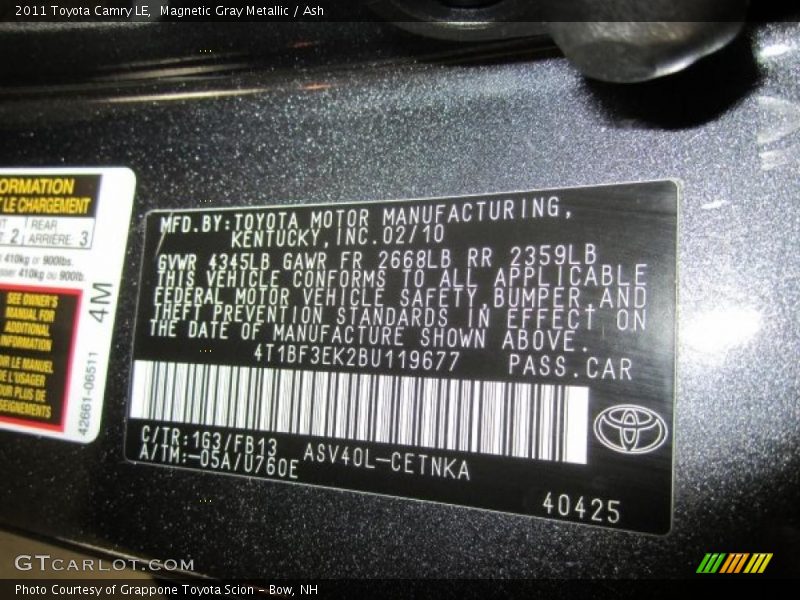 2011 Toyota Camry LE,  Magnetic Gray Metallic / Ash
ORMATION
LE CHARGEMENT
2 REAR 3
ARRIÈRE
410kg or 900lbs.
410kg ou 900lb.
SEE OWNER'S
MANUAL FOR
ADDITIONAL
INFORMATION
LE MANUEL
DE L'USAGER
PLUS DE
4M
42661-06511
MFD.BY:TOYOTA MOTOR MANUFACTURING,
KENTUCKY,INC.02/10
GVWR 4345LB GAWR FR 2668LB RR 2359LB
THIS VEHICLE CONFORMS TO ALL APPLICABLE
FEDERAL MOTOR VEHICLE SAFETY,BUMPER,AND
THEFT PREVENTION STANDARDS IN EFFECT ON
THE DATE OF MANUFACTURE SHOWN ABOVE.
4T1BF3EK2BU119677 PASS.CAR
C/TR:1G3/FB13 ASV40L-CETNKA
A/TM:-05A/U760E
40425
GTCARLOT.COM
Photo Courtesy of Grappone Toyota Scion - Bow, NH